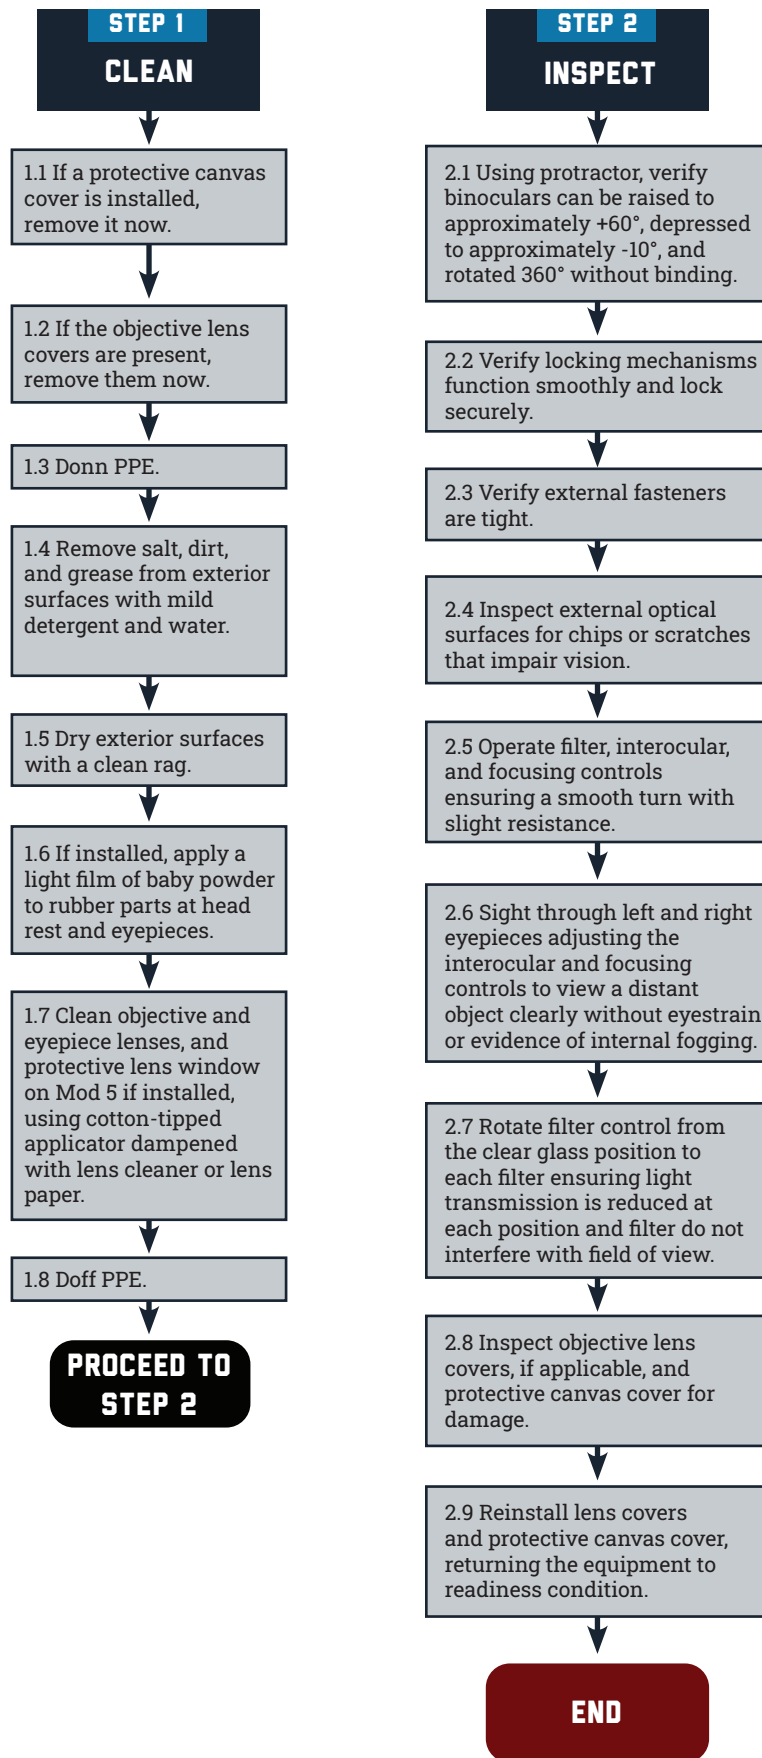 STEP 1
CLEAN
1.1 If a protective canvas
cover is installed,
remove it now.
1.2 If the objective lens
covers are present,
remove them now.
1.3 Donn PPE.
1.4 Remove salt, dirt,
and grease from exterior
surfaces with mild
detergent and water.
1.5 Dry exterior surfaces
with a clean rag.
1.6 If installed, apply a
light film of baby powder
to rubber parts at head
rest and eyepieces.
1.7 Clean objective and
eyepiece lenses, and
protective lens window
on Mod 5 if installed,
using cotton-tipped
applicator dampened
with lens cleaner or lens
paper.
1.8 Doff PPE.
PROCEED TO
STEP 2
STEP 2
INSPECT
2.1 Using protractor, verify
binoculars can be raised to
approximately +60°, depressed
to approximately -10°, and
rotated 360° without binding.
2.2 Verify locking mechanisms
function smoothly and lock
securely.
2.3 Verify external fasteners
are tight.
2.4 Inspect external optical
surfaces for chips or scratches
that impair vision.
2.5 Operate filter, interocular,
and focusing controls
ensuring a smooth turn with
slight resistance.
2.6 Sight through left and right
eyepieces adjusting the
interocular and focusing
controls to view a distant
object clearly without eyestrain
or evidence of internal fogging.
2.7 Rotate filter control from
the clear glass position to
each filter ensuring light
transmission is reduced at
each position and filter do not
interfere with field of view.
2.8 Inspect objective lens
covers, if applicable, and
protective canvas cover for
damage.
2.9 Reinstall lens covers
and protective canvas cover,
returning the equipment to
readiness condition.
END